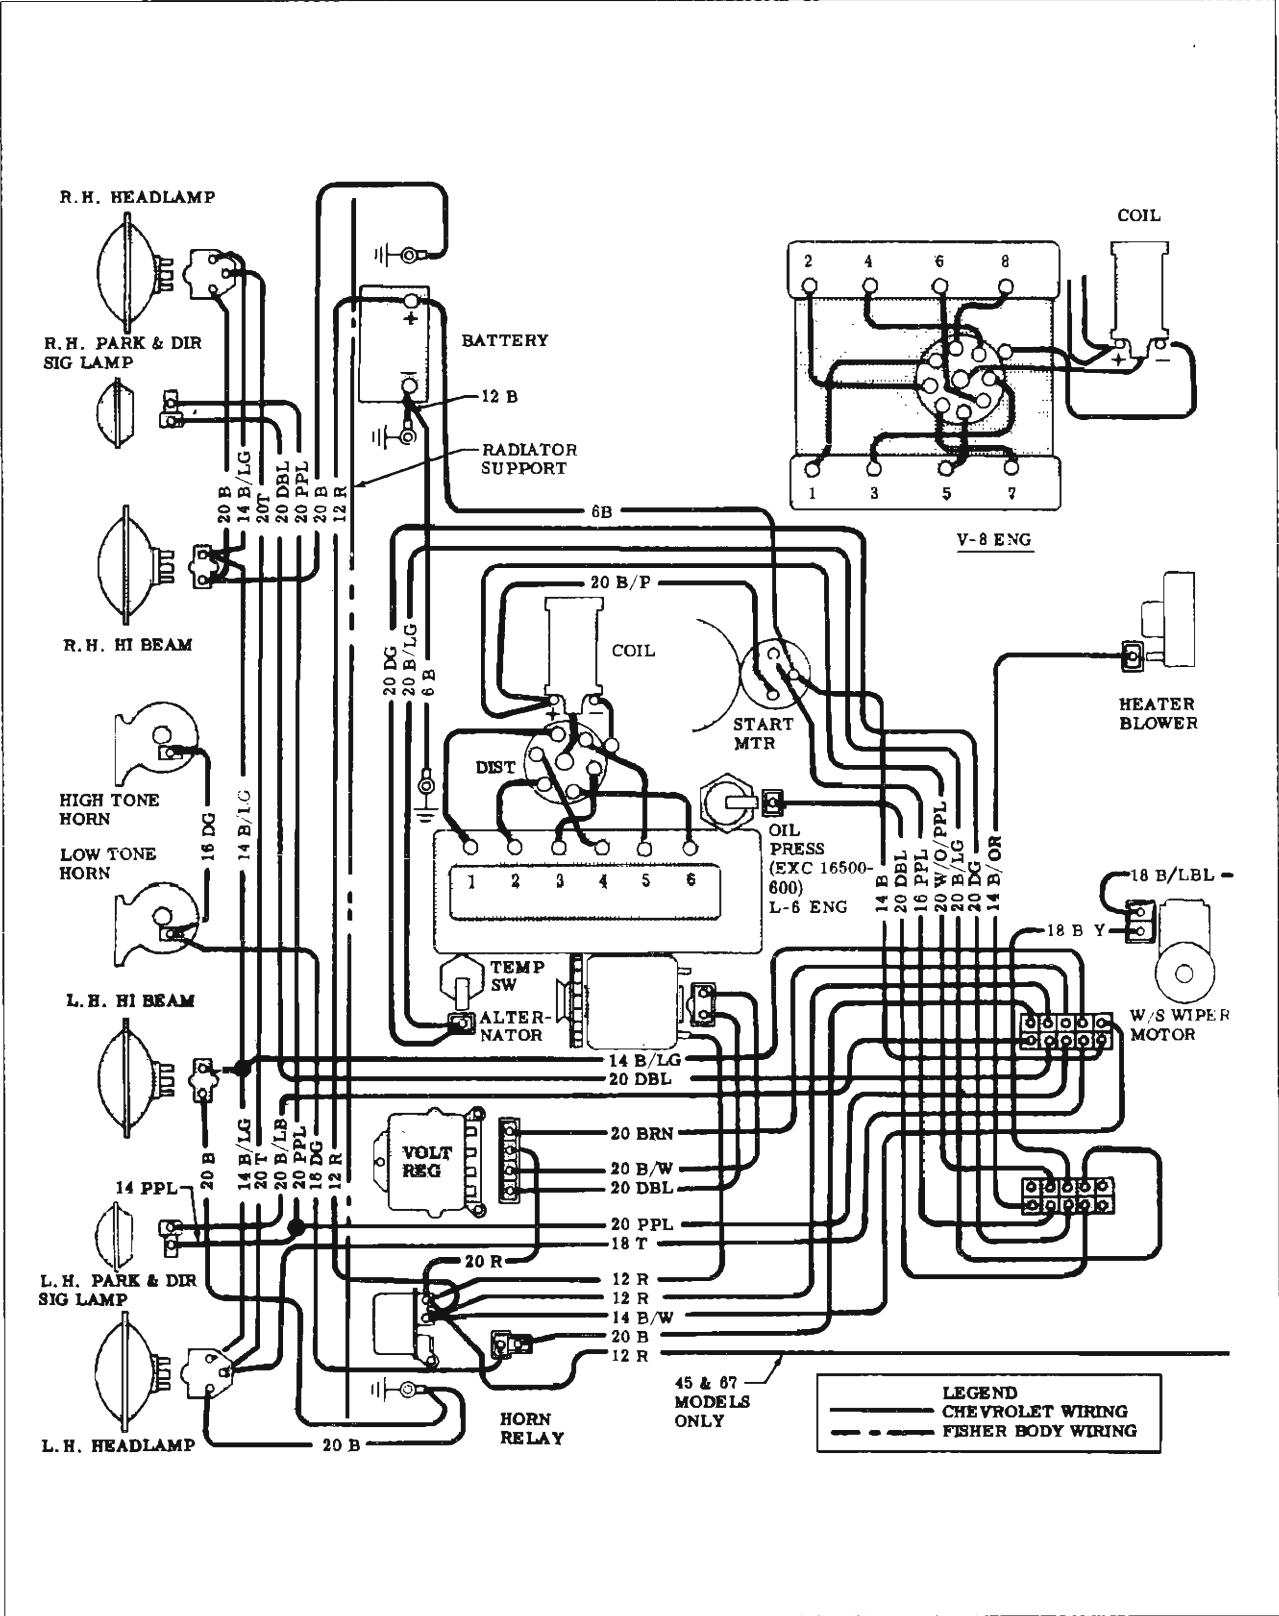 R.H. HEADLAMP
R.H. PARK & DIR
SIG LAMP
R.H. HI BEAM
HIGH TONE
HORN
LOW TONE
HORN
L.H. HI BEAM
14 PPL
L.H. PARK & DIR
SIG LAMP
L.H. HEADLAMP
20 B
14 B/LG
20T
20 DBL
20 PPL
20 B
12 R
16 DG
14 B/LG
20 B
14 B/LG
20 T
20 B/LB
20 PPL
18 DG
12 R
20 B
+
BATTERY
−
12 B
RADIATOR
SUPPORT
20 DG
20 B/LG
6 B
6B
20 B/P
COIL
+
−
DIST
START
MTR
1
2
3
4
5
6
OIL
PRESS
(EXC 16500-
600)
L-6 ENG
TEMP
SW
ALTER-
NATOR
VOLT
REG
14 B/LG
20 DBL
20 BRN
20 B/W
20 DBL
20 PPL
18 T
20 R
12 R
12 R
14 B/W
20 B
12 R
HORN
RELAY
45 & 67
MODELS
ONLY
COIL
+
−
2
4
6
8
1
3
5
7
V-8 ENG
HEATER
BLOWER
14 B
20 DBL
16 PPL
20 W/O/PPL
20 B/LG
20 DG
14 B/OR
18 B/LBL
18 B Y
W/S WIPER
MOTOR
LEGEND
CHEVROLET WIRING
FISHER BODY WIRING